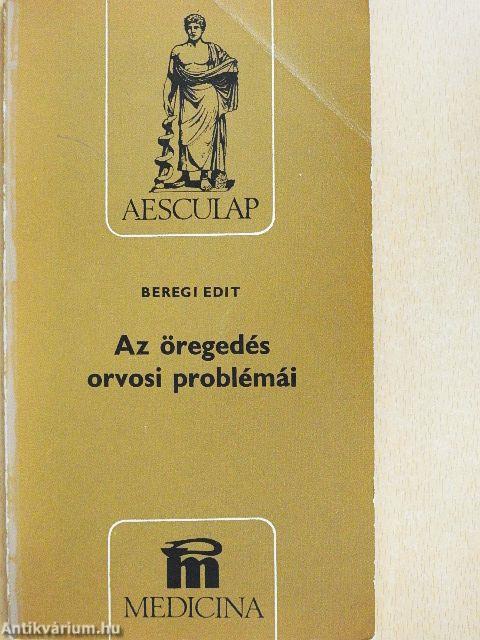 AESCULAP
BEREGI EDIT
Az öregedés
orvosi problémái
m
MEDICINA
Antikvárium.hu